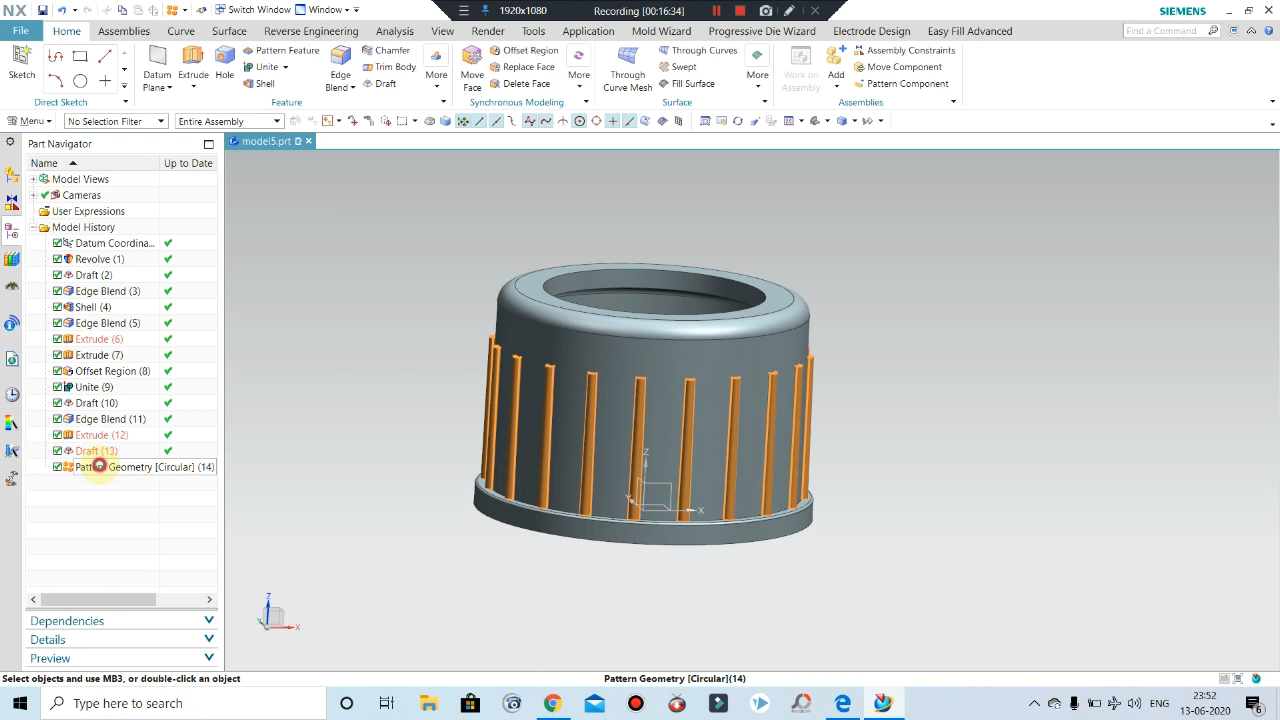 NX Switch Window Window 1920x1080 Recording [00:16:34] SIEMENS
File Home Assemblies Curve Surface Reverse Engineering Analysis Application Mold Wizard Progressive Die Wizard Electrode Design Easy Fill Advanced Find a Command
Tools
Sketch
Direct Sketch
Datum Plane
Extrude
Hole
Pattern Feature
Unite
Shell
Edge Blend
Chamfer
Trim Body
Draft
More
Feature
Move Face
Offset Region
Replace Face
Delete Face
More
Synchronous Modeling
Through Curve Mesh
Through Curves
Swept
Fill Surface
More
Surface
Work on Assembly
Add
Assembly Constraints
Move Component
Pattern Component
Assemblies
Menu No Selection Filter Entire Assembly
Part Navigator model5.prt
Name Up to Date
Model Views
Cameras
User Expressions
Model History
Datum Coordina...
Revolve (1)
Draft (2)
Edge Blend (3)
Shell (4)
Edge Blend (5)
Extrude (6)
Extrude (7)
Offset Region (8)
Unite (9)
Draft (10)
Edge Blend (11)
Extrude (12)
Draft (13)
Pattern Geometry [Circular] (14)
Z
Y
X
Z
Y
X
Dependencies
Details
Preview
Select objects and use MB3, or double-click an object Pattern Geometry [Circular](14)
Type here to search
ENG
23:52
13-06-2020
6